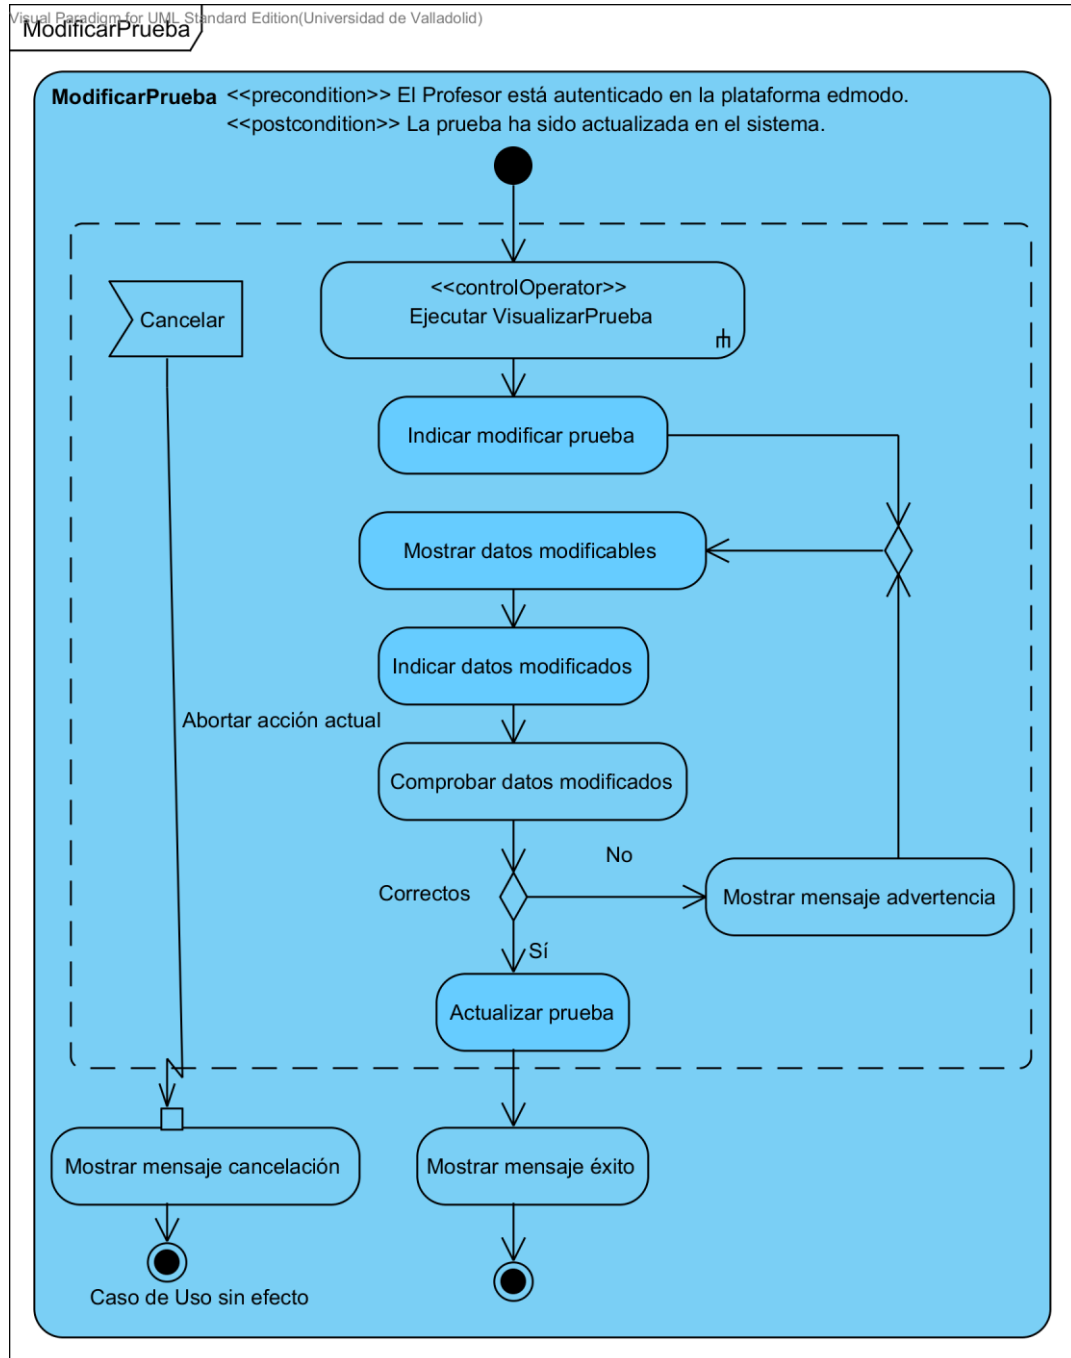 Visual Paradigm for UML Standard Edition(Universidad de Valladolid)
ModificarPrueba
ModificarPrueba <<precondition>> El Profesor está autenticado en la plataforma edmodo.
<<postcondition>> La prueba ha sido actualizada en el sistema.
<<controlOperator>>
Ejecutar VisualizarPrueba
Cancelar
Indicar modificar prueba
Mostrar datos modificables
Indicar datos modificados
Abortar acción actual
Comprobar datos modificados
No
Correctos
Mostrar mensaje advertencia
Sí
Actualizar prueba
Mostrar mensaje cancelación
Mostrar mensaje éxito
Caso de Uso sin efecto